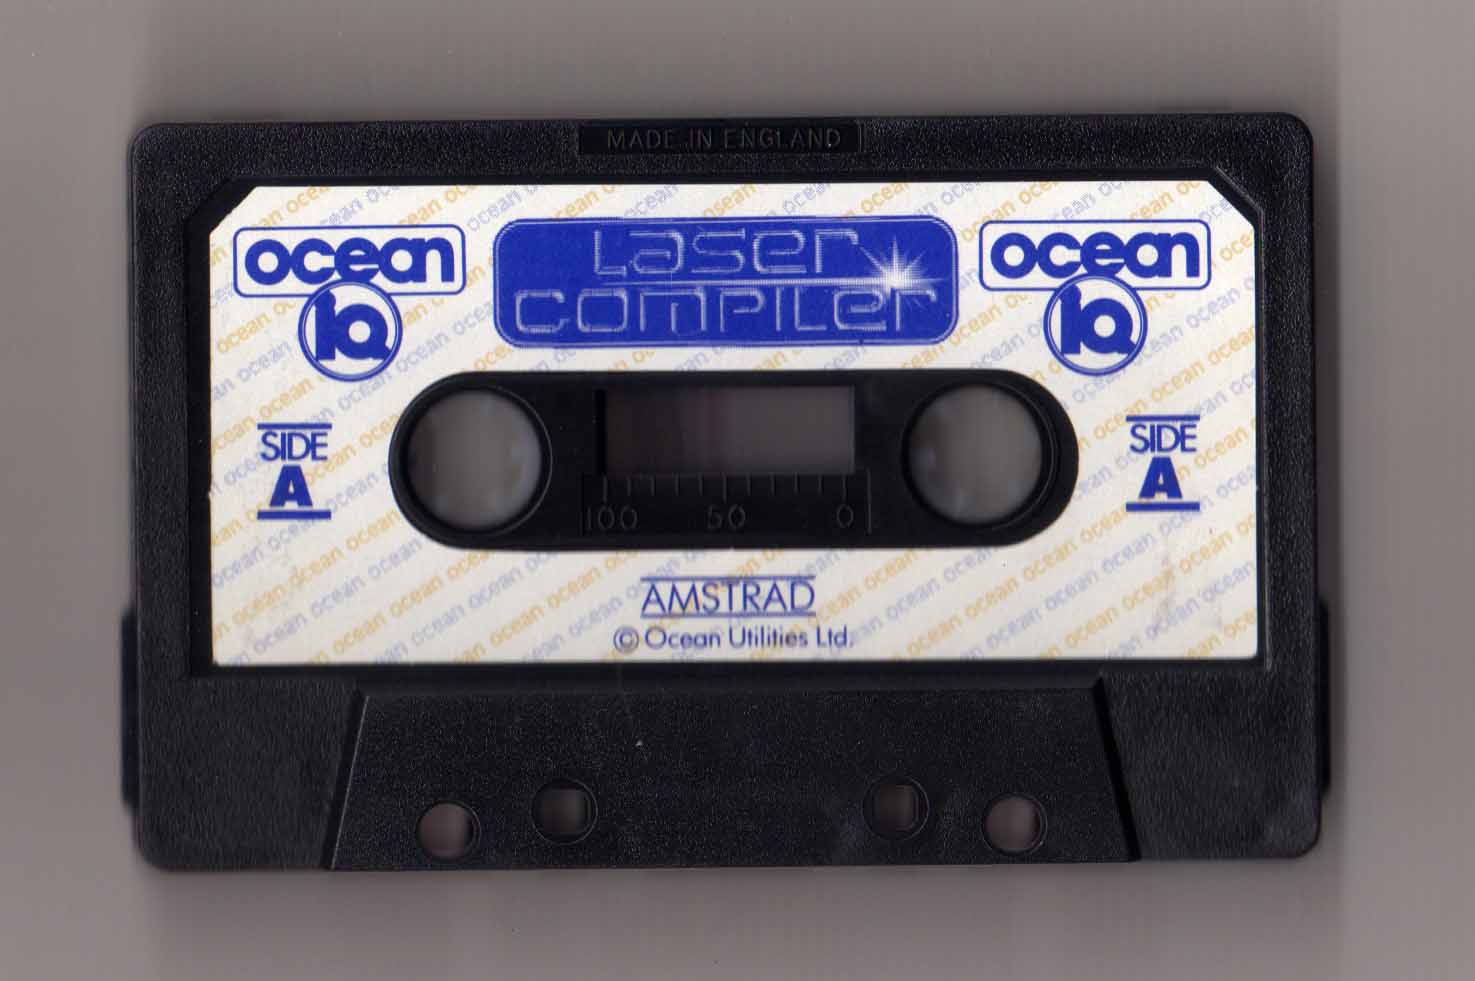 MADE IN ENGLAND
ocean
IQ
Laser
compiler
ocean
IQ
SIDE
A
SIDE
A
100 50 0
AMSTRAD
© Ocean Utilities Ltd.